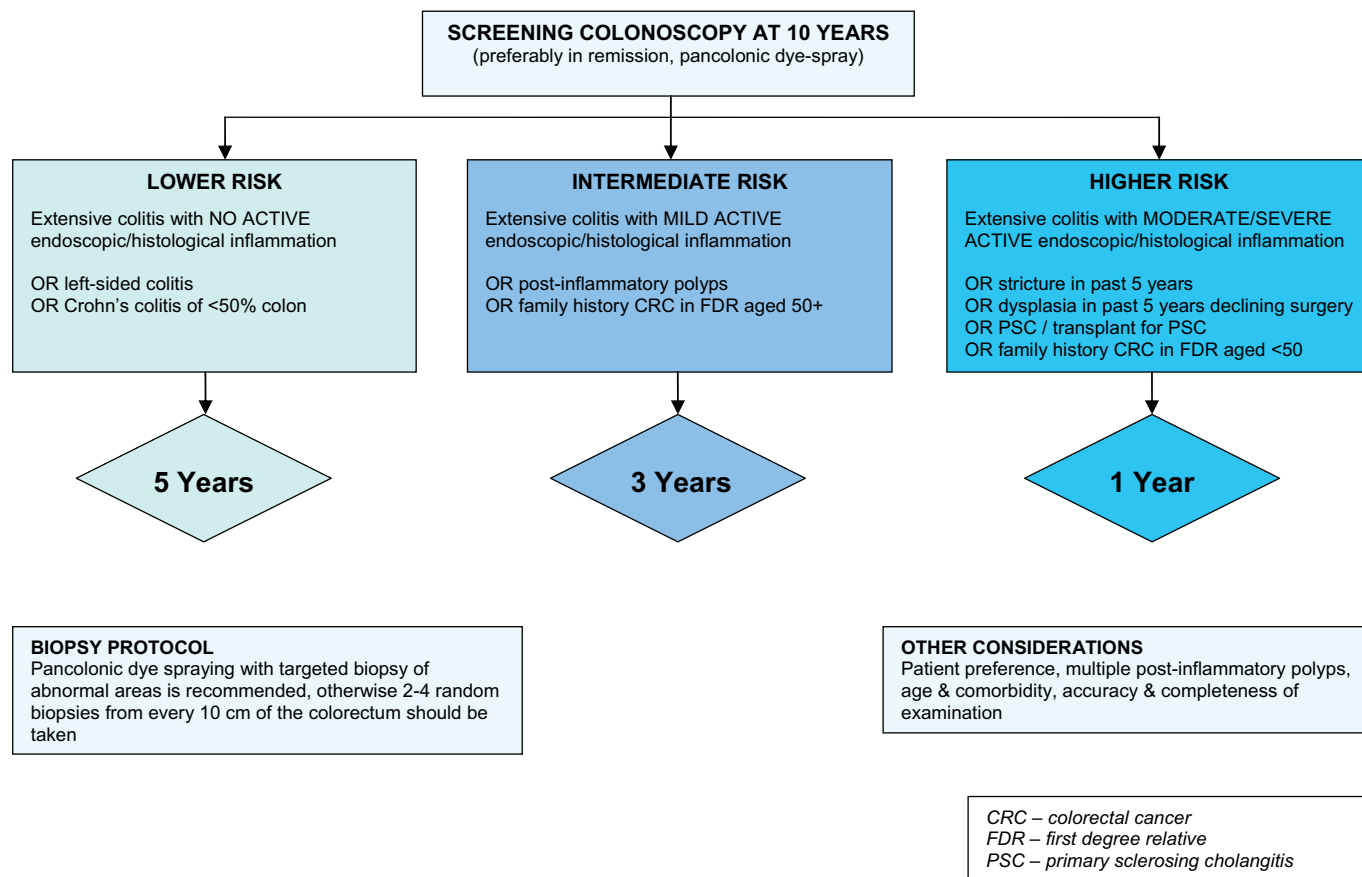 SCREENING COLONOSCOPY AT 10 YEARS
(preferably in remission, pancolonic dye-spray)
LOWER RISK
Extensive colitis with NO ACTIVE
endoscopic/histological inflammation
OR left-sided colitis
OR Crohn’s colitis of <50% colon
INTERMEDIATE RISK
Extensive colitis with MILD ACTIVE
endoscopic/histological inflammation
OR post-inflammatory polyps
OR family history CRC in FDR aged 50+
HIGHER RISK
Extensive colitis with MODERATE/SEVERE
ACTIVE endoscopic/histological inflammation
OR stricture in past 5 years
OR dysplasia in past 5 years declining surgery
OR PSC / transplant for PSC
OR family history CRC in FDR aged <50
5 Years
3 Years
1 Year
BIOPSY PROTOCOL
Pancolonic dye spraying with targeted biopsy of
abnormal areas is recommended, otherwise 2-4 random
biopsies from every 10 cm of the colorectum should be
taken
OTHER CONSIDERATIONS
Patient preference, multiple post-inflammatory polyps,
age & comorbidity, accuracy & completeness of
examination
CRC – colorectal cancer
FDR – first degree relative
PSC – primary sclerosing cholangitis